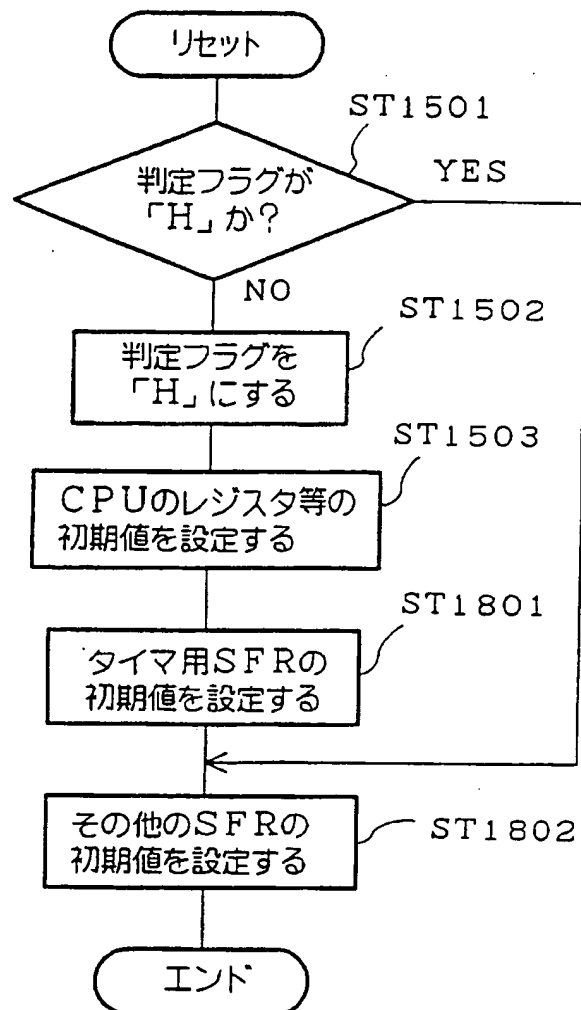 リセット
ST1501
判定フラグが
「H」か?
YES
NO
ST1502
判定フラグを
「H」にする
ST1503
CPUのレジスタ等の
初期値を設定する
ST1801
タイマ用SFRの
初期値を設定する
その他のSFRの
初期値を設定する
ST1802
エンド